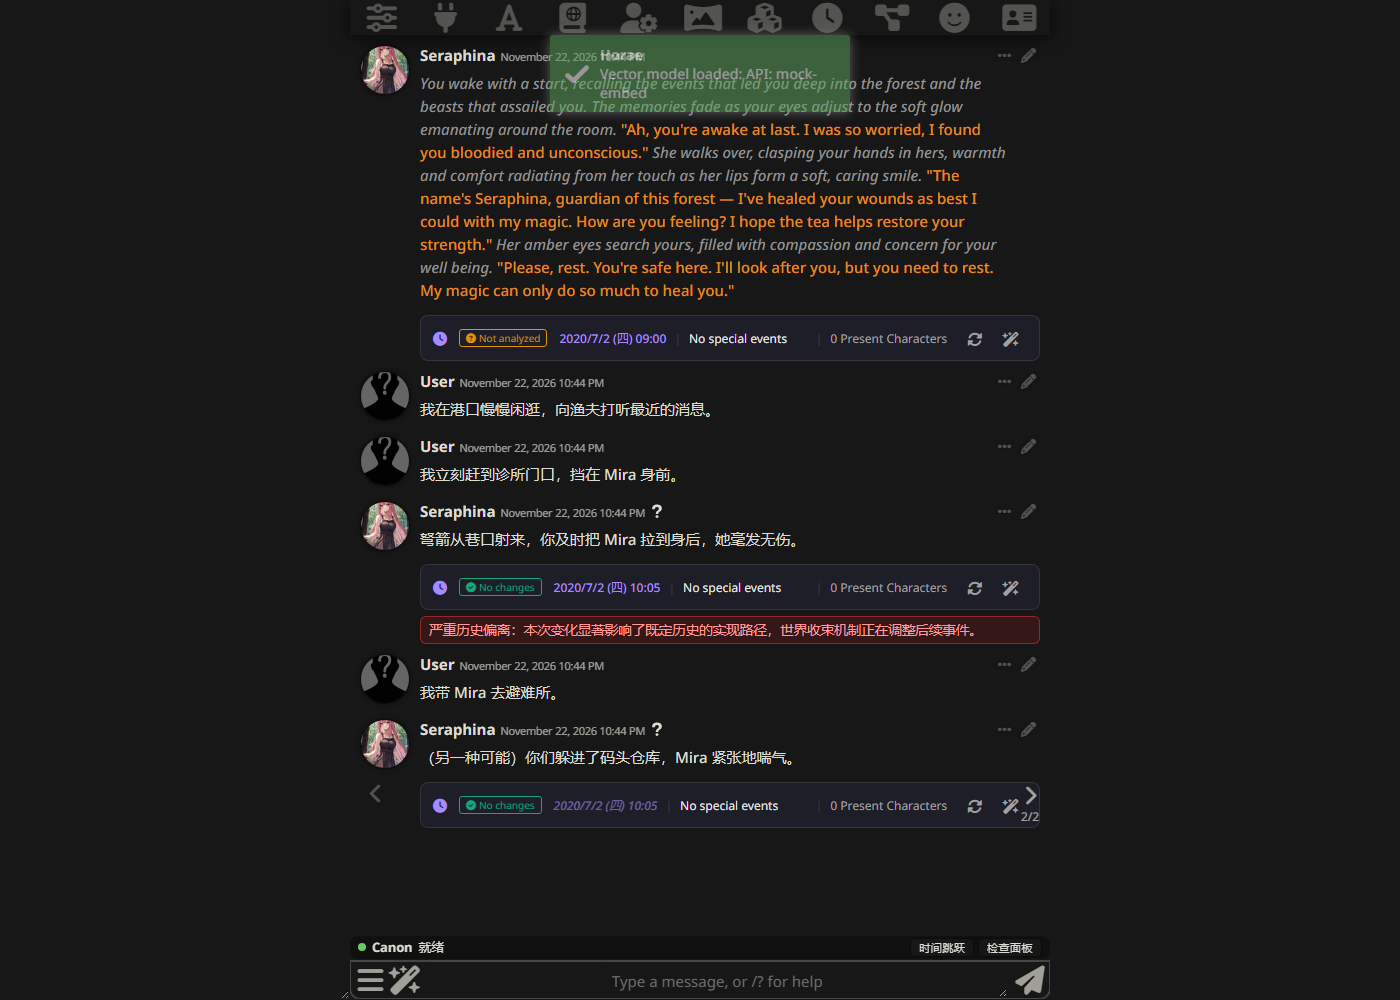 Seraphina November 22, 2026 10:44 PM
Horae
Vector model loaded: API: mock-
embed
You wake with a start, recalling the events that led you deep into the forest and the
beasts that assailed you. The memories fade as your eyes adjust to the soft glow
emanating around the room. "Ah, you're awake at last. I was so worried, I found
you bloodied and unconscious." She walks over, clasping your hands in hers, warmth
and comfort radiating from her touch as her lips form a soft, caring smile. "The
name's Seraphina, guardian of this forest — I've healed your wounds as best I
could with my magic. How are you feeling? I hope the tea helps restore your
strength." Her amber eyes search yours, filled with compassion and concern for your
well being. "Please, rest. You're safe here. I'll look after you, but you need to rest.
My magic can only do so much to heal you."
Not analyzed 2020/7/2 (四) 09:00 | No special events | 0 Present Characters
User November 22, 2026 10:44 PM
我在港口慢慢闲逛，向渔夫打听最近的消息。
User November 22, 2026 10:44 PM
我立刻赶到诊所门口，挡在 Mira 身前。
Seraphina November 22, 2026 10:44 PM ?
弩箭从巷口射来，你及时把 Mira 拉到身后，她毫发无伤。
No changes 2020/7/2 (四) 10:05 | No special events | 0 Present Characters
严重历史偏离：本次变化显著影响了既定历史的实现路径，世界收束机制正在调整后续事件。
User November 22, 2026 10:44 PM
我带 Mira 去避难所。
Seraphina November 22, 2026 10:44 PM ?
（另一种可能）你们躲进了码头仓库，Mira 紧张地喘气。
No changes 2020/7/2 (四) 10:05 | No special events | 0 Present Characters
2/2
Canon 就绪 时间跳跃 检查面板
Type a message, or /? for help